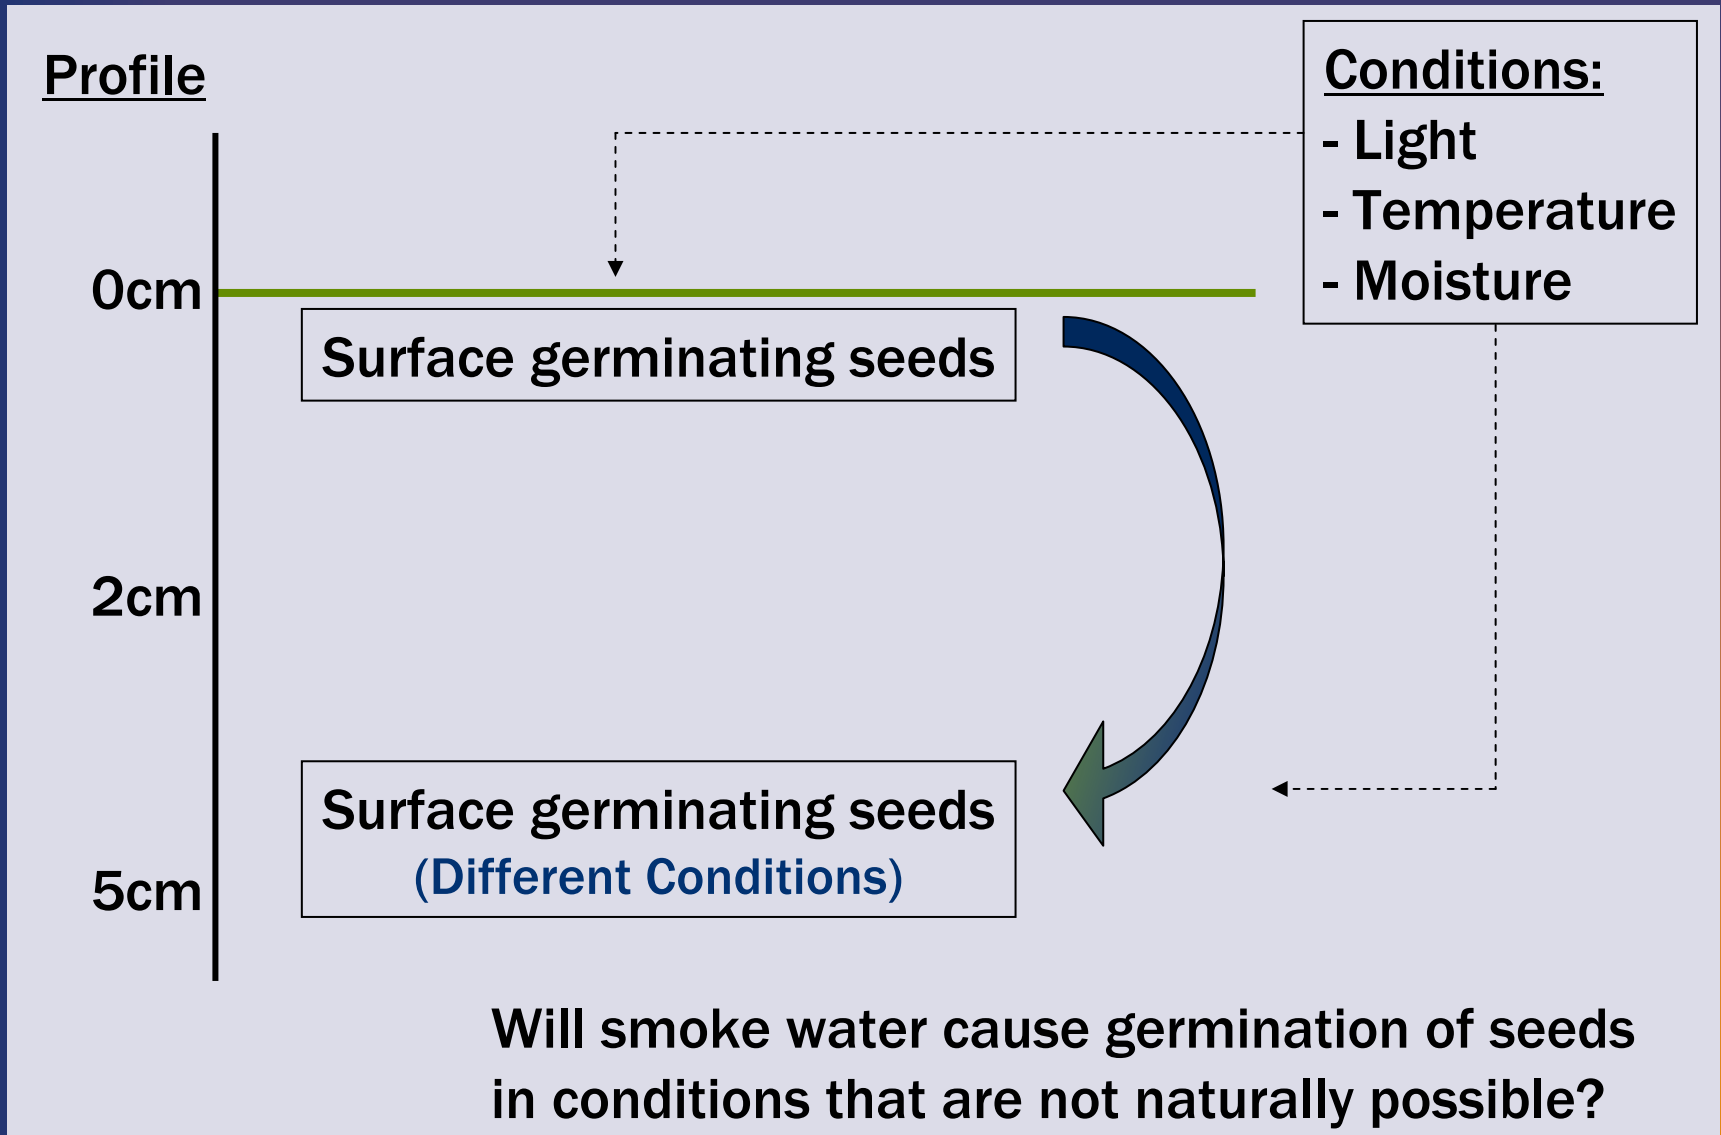 Profile
Conditions:
- Light
- Temperature
- Moisture
0cm
Surface germinating seeds
2cm
Surface germinating seeds
(Different Conditions)
5cm
Will smoke water cause germination of seeds
in conditions that are not naturally possible?